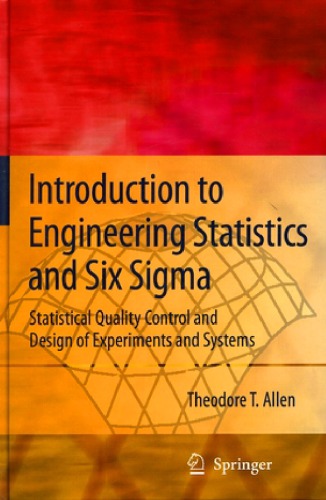 Introduction to
Engineering Statistics
and Six Sigma
Statistical Quality Control and
Design of Experiments and Systems
Theodore T. Allen
Springer